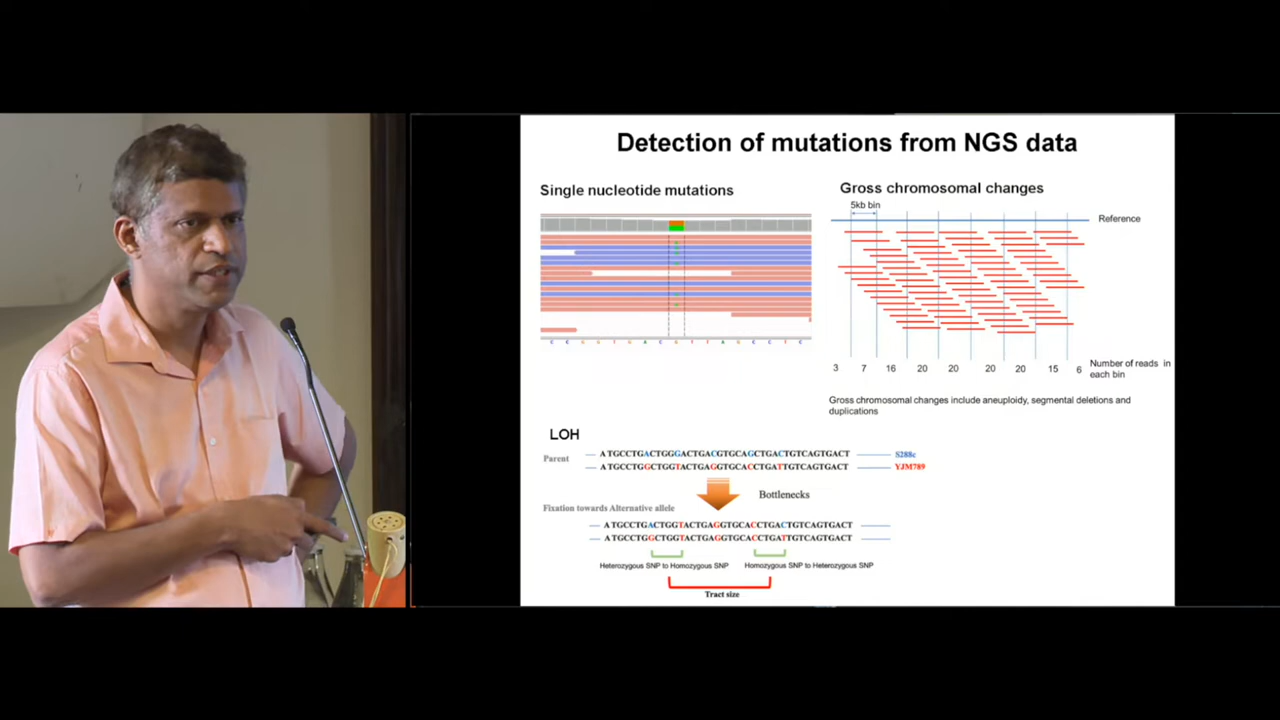 Detection of mutations from NGS data
Single nucleotide mutations
C C G G T G A C G T T A G C C T C
Gross chromosomal changes
5kb bin
Reference
3 7 16 20 20 20 20 15 6
Number of reads in
each bin
Gross chromosomal changes include aneuploidy, segmental deletions and
duplications
LOH
Parent
ATGCCTGACTGGGACTGACGTGCAGCTGACTGTCAGTGACT
S288c
ATGCCTGGCTGGTACTGAGGTGCACCTGATTGTCAGTGACT
YJM789
Bottlenecks
Fixation towards Alternative allele
ATGCCTGACTGGTACTGAGGTGCACCTGACTGTCAGTGACT
ATGCCTGGCTGGTACTGAGGTGCACCTGATTGTCAGTGACT
Heterozygous SNP to Homozygous SNP
Homozygous SNP to Heterozygous SNP
Tract size